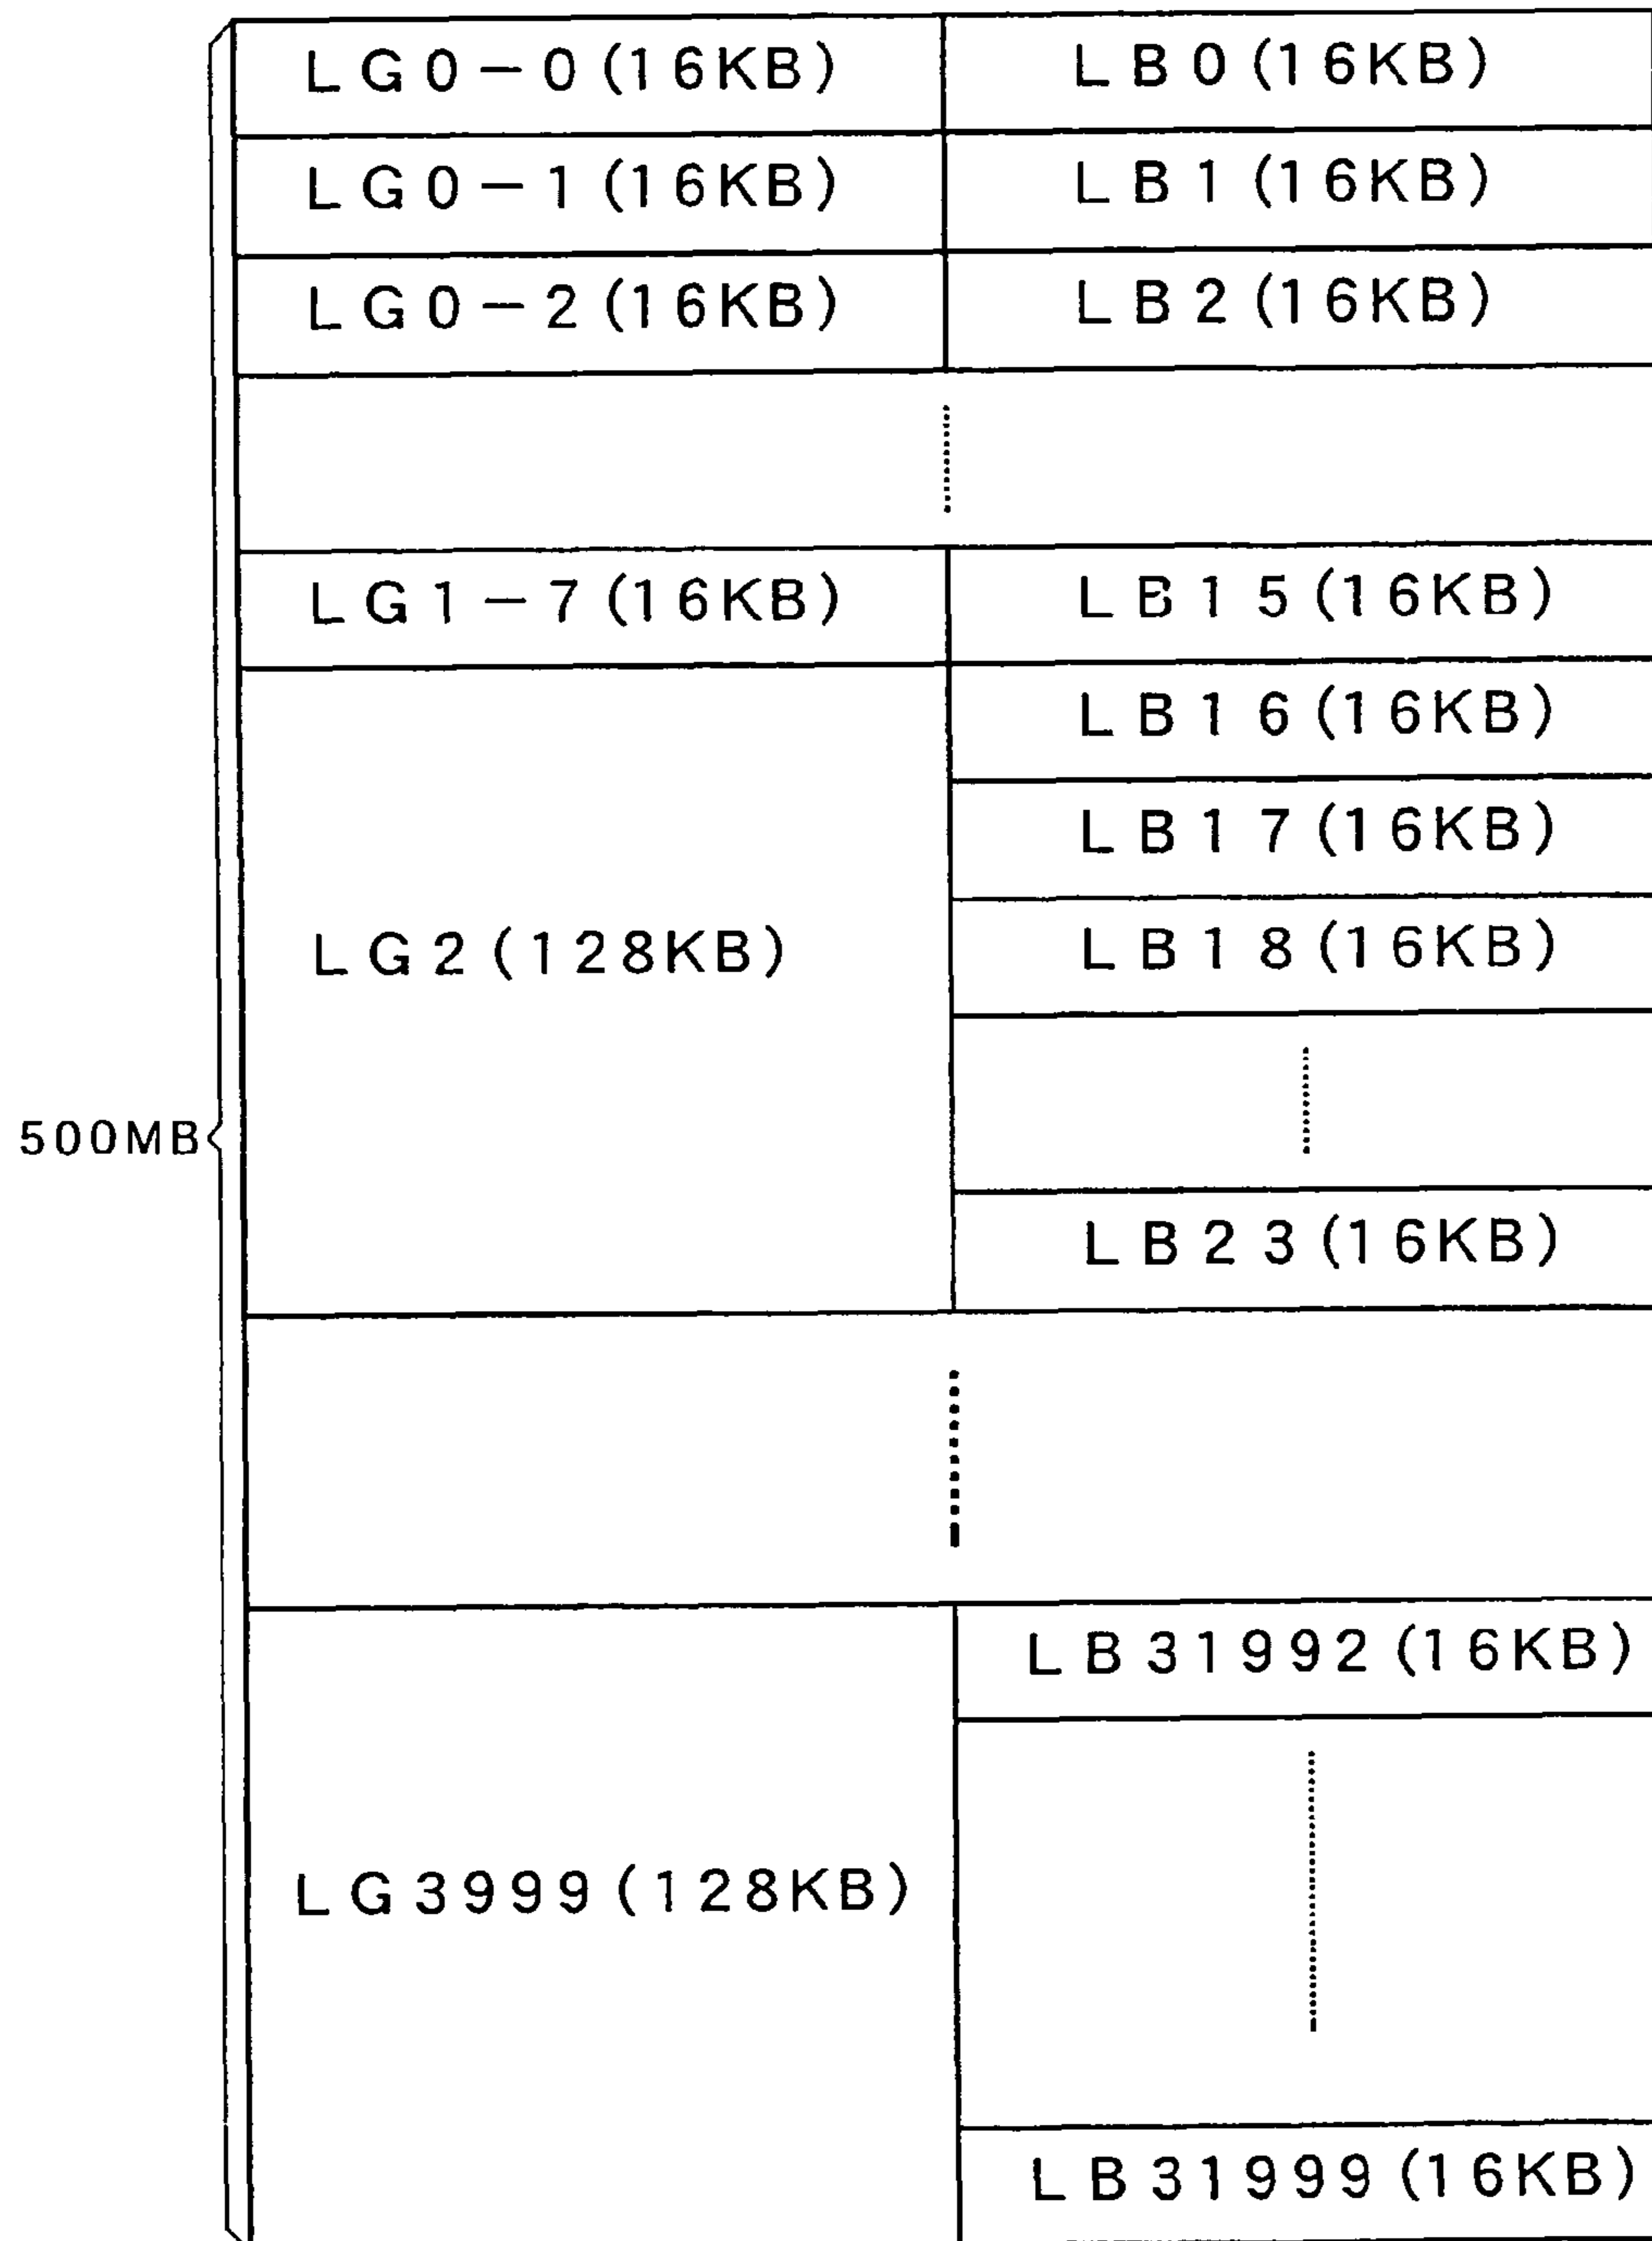 LG0-0(16KB) LB0(16KB)
LG0-1(16KB) LB1(16KB)
LG0-2(16KB) LB2(16KB)
LG1-7(16KB) LB15(16KB)
LB16(16KB)
LB17(16KB)
LG2(128KB) LB18(16KB)
500MB
LB23(16KB)
LB31992(16KB)
LG3999(128KB)
LB31999(16KB)